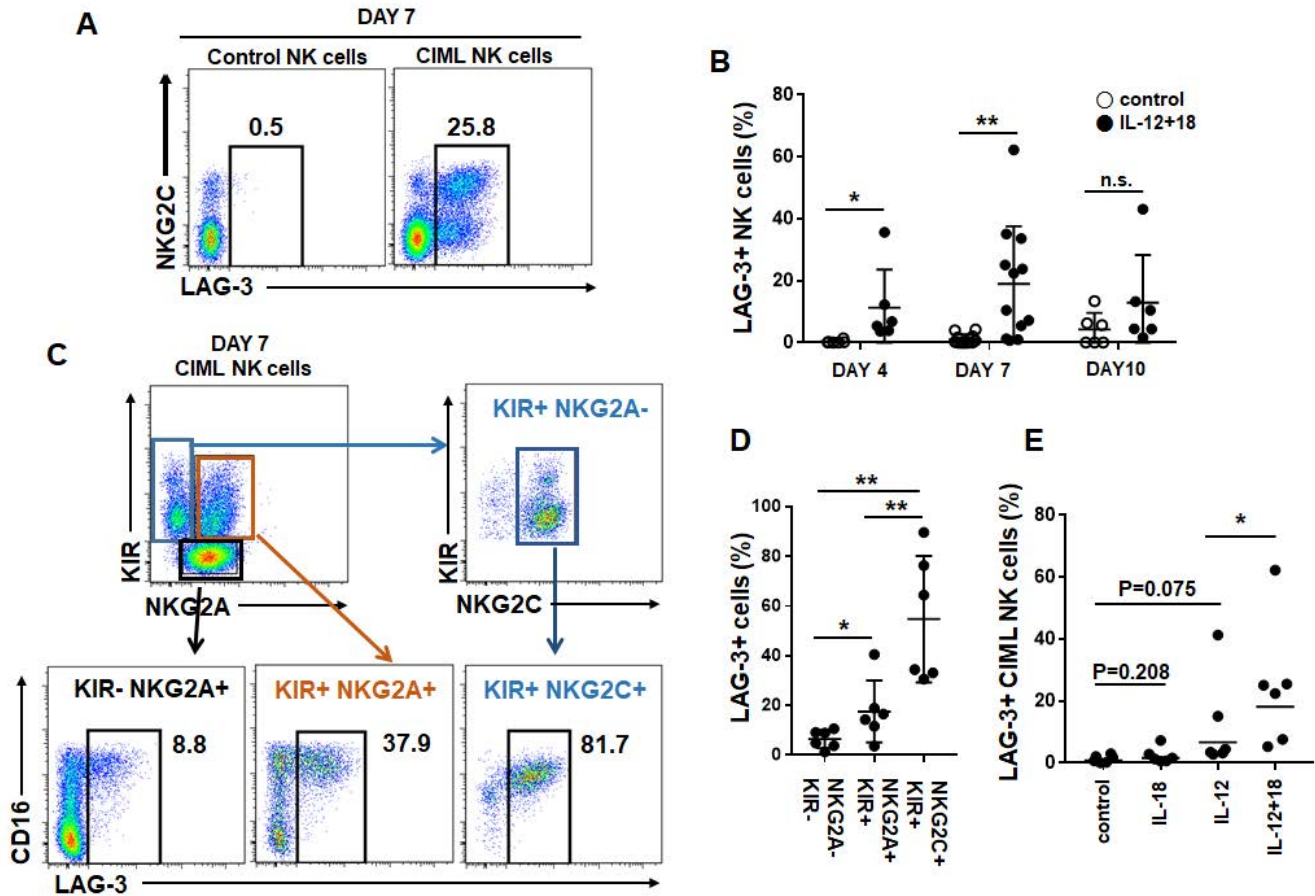 A
DAY 7
Control NK cells
CIML NK cells
0.5
25.8
NKG2C
LAG-3
B
LAG-3+ NK cells (%)
80
60
40
20
0
control
IL-12+18
*
**
n.s.
DAY 4
DAY 7
DAY10
C
DAY 7
CIML NK cells
KIR
NKG2A
KIR+ NKG2A-
KIR
NKG2C
KIR- NKG2A+
8.8
KIR+ NKG2A+
37.9
KIR+ NKG2C+
81.7
CD16
LAG-3
D
LAG-3+ cells (%)
100
80
60
40
20
0
**
**
*
KIR-
NKG2A-
KIR+
NKG2A+
KIR+
NKG2C+
E
LAG-3+ CIML NK cells (%)
80
60
40
20
0
*
P=0.075
P=0.208
control
IL-18
IL-12
IL-12+18